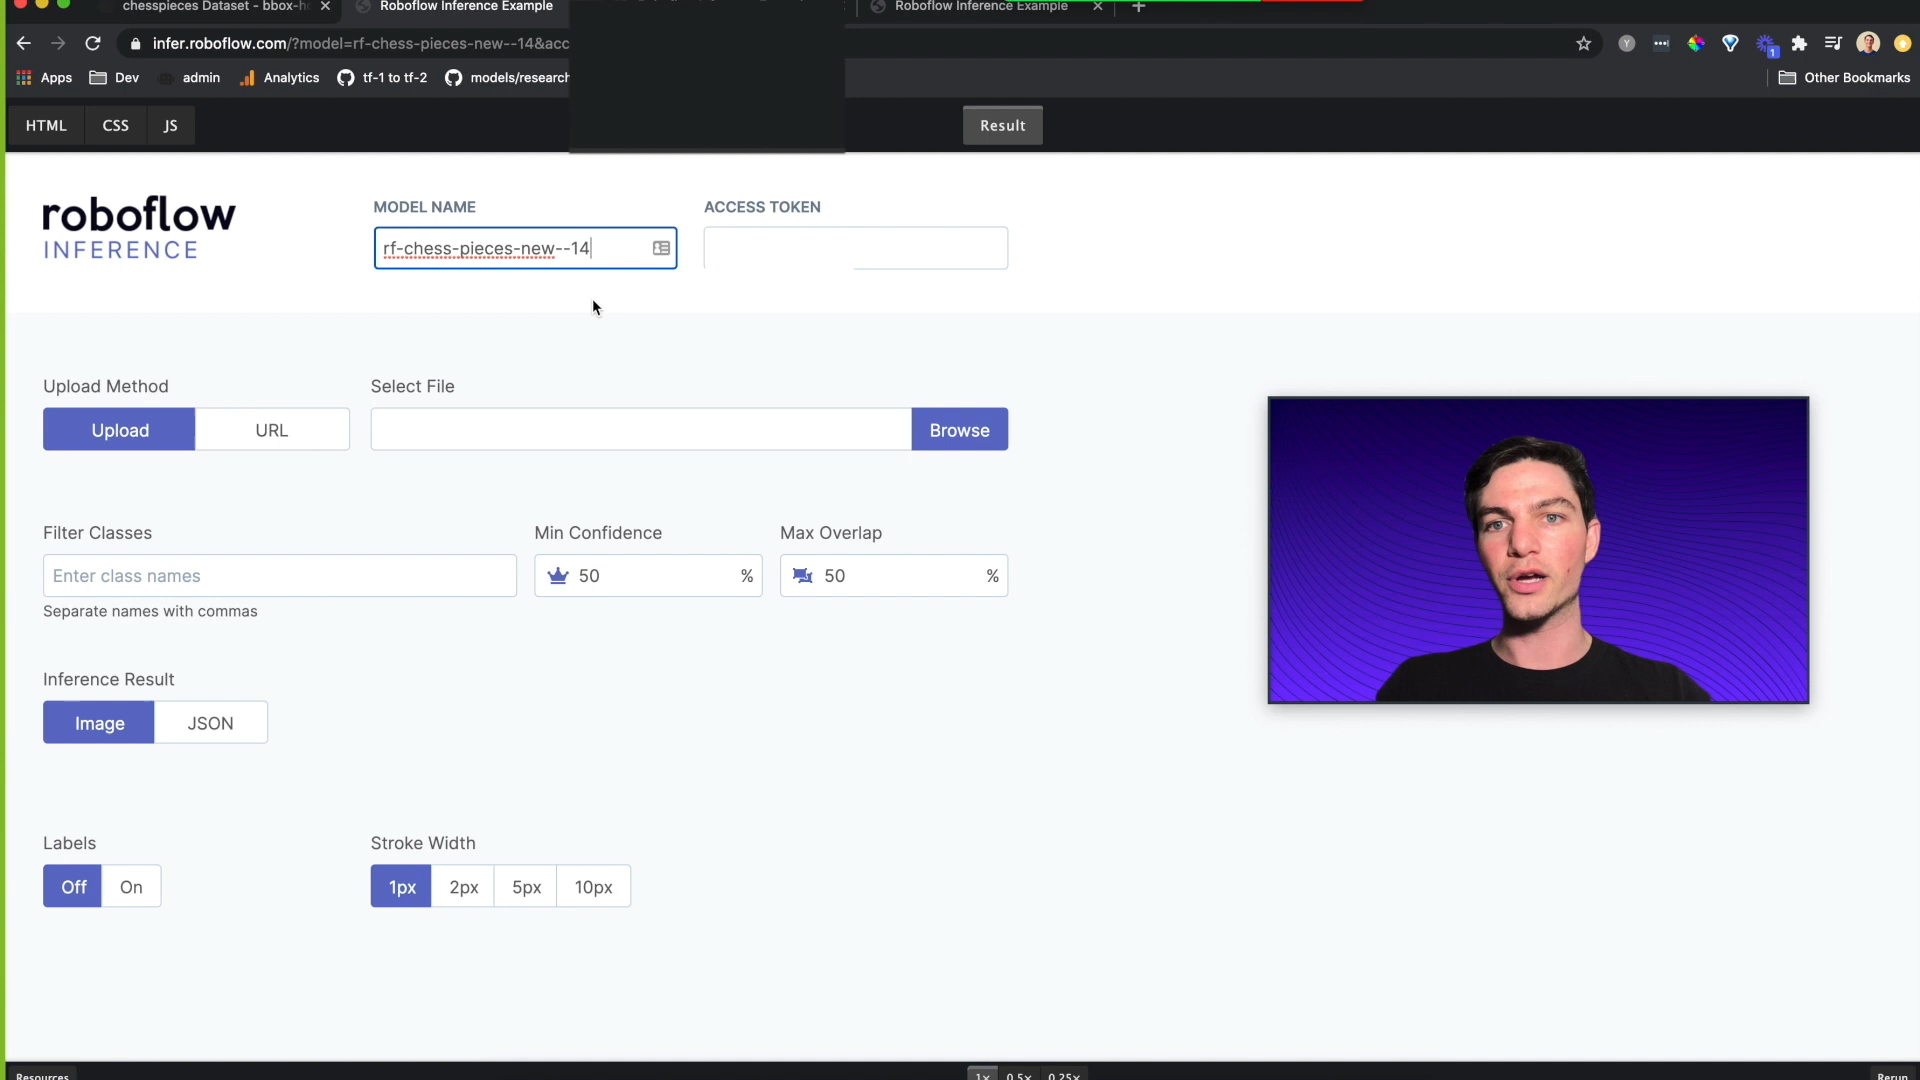 chesspieces Dataset - bbox-h
Roboflow Inference Example
Roboflow Inference Example
infer.roboflow.com/?model=rf-chess-pieces-new--14&acc
Y
1
Apps
Dev
admin
Analytics
tf-1 to tf-2
models/research
Other Bookmarks
HTML
CSS
JS
Result
roboflow
INFERENCE
MODEL NAME
ACCESS TOKEN
rf-chess-pieces-new--14
Upload Method
Select File
Upload
URL
Browse
Filter Classes
Min Confidence
Max Overlap
Enter class names
50 %
50 %
Separate names with commas
Inference Result
Image
JSON
Labels
Stroke Width
Off
On
1px
2px
5px
10px
Resources
1x
0.5x
0.25x
Rerun